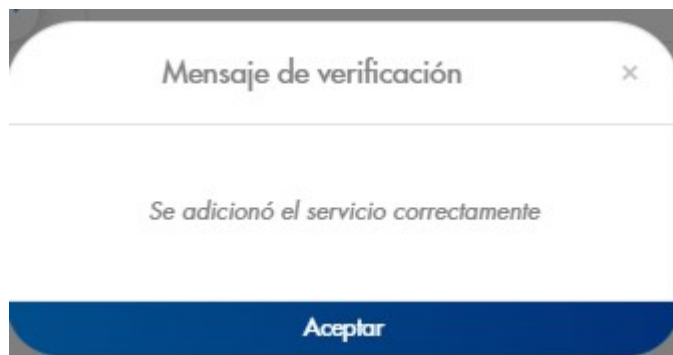 Mensaje de verificación ×
Se adicionó el servicio correctamente
Aceptar